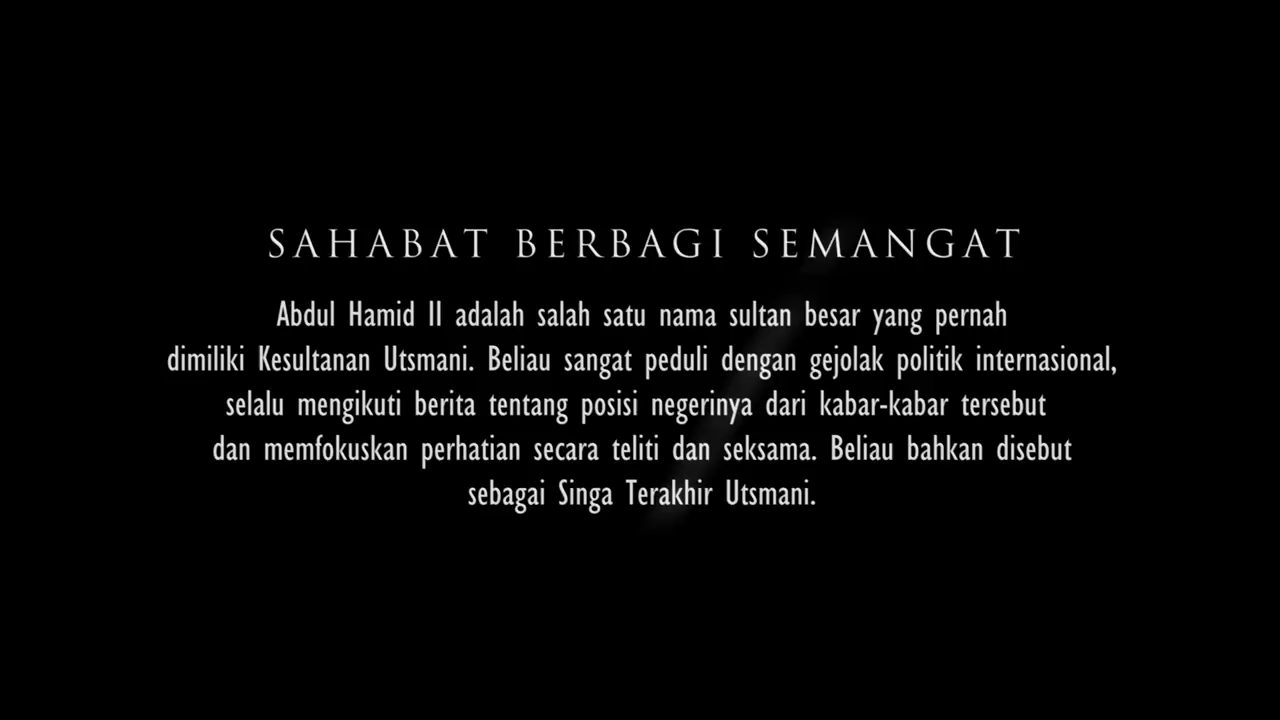 SAHABAT BERBAGI SEMANGAT
Abdul Hamid II adalah salah satu nama sultan besar yang pernah
dimiliki Kesultanan Utsmani. Beliau sangat peduli dengan gejolak politik internasional,
selalu mengikuti berita tentang posisi negerinya dari kabar-kabar tersebut
dan memfokuskan perhatian secara teliti dan seksama. Beliau bahkan disebut
sebagai Singa Terakhir Utsmani.